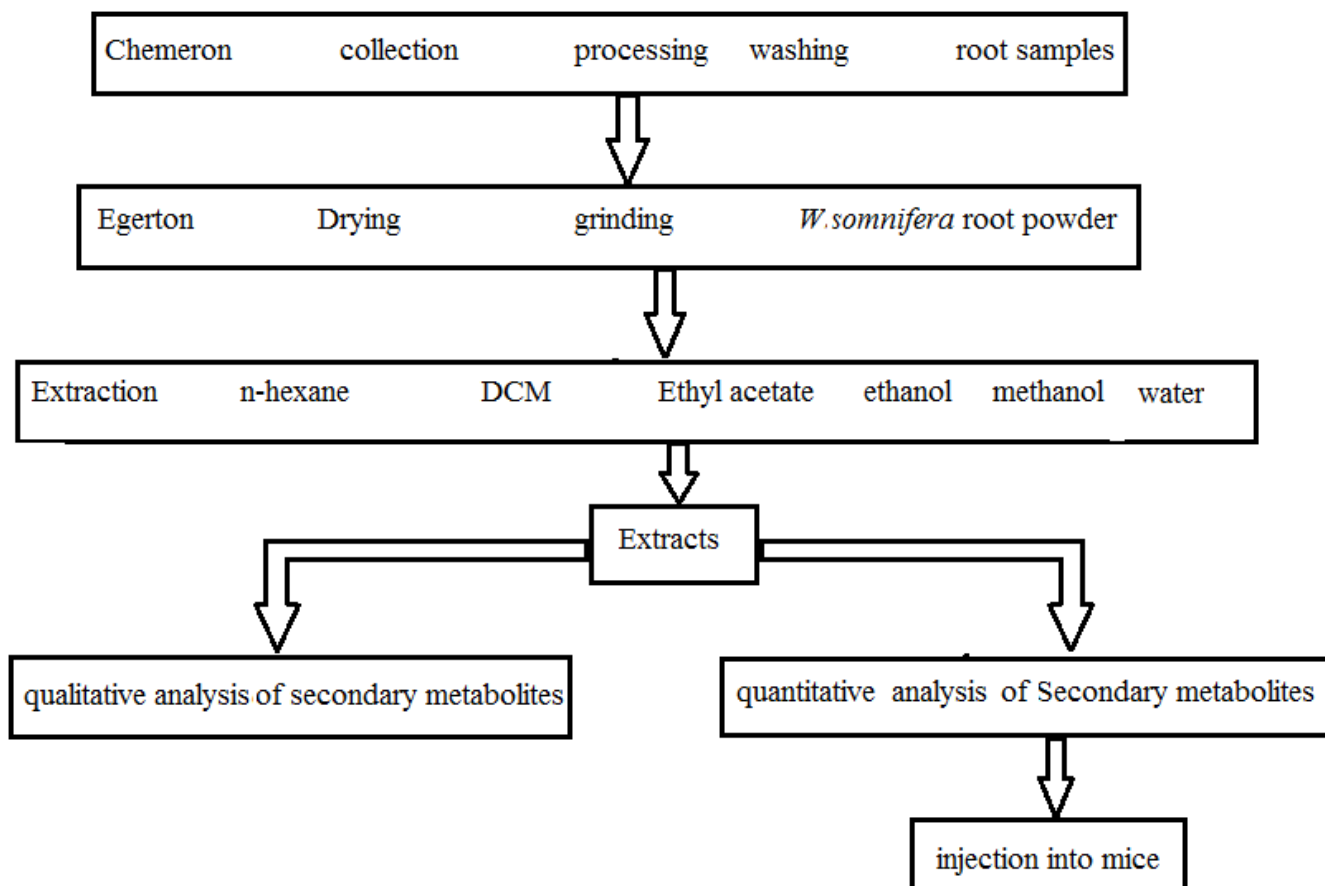 Chemeron collection processing washing root samples
Egerton Drying grinding W.somnifera root powder
Extraction n-hexane DCM Ethyl acetate ethanol methanol water
Extracts
qualitative analysis of secondary metabolites
quantitative analysis of Secondary metabolites
injection into mice